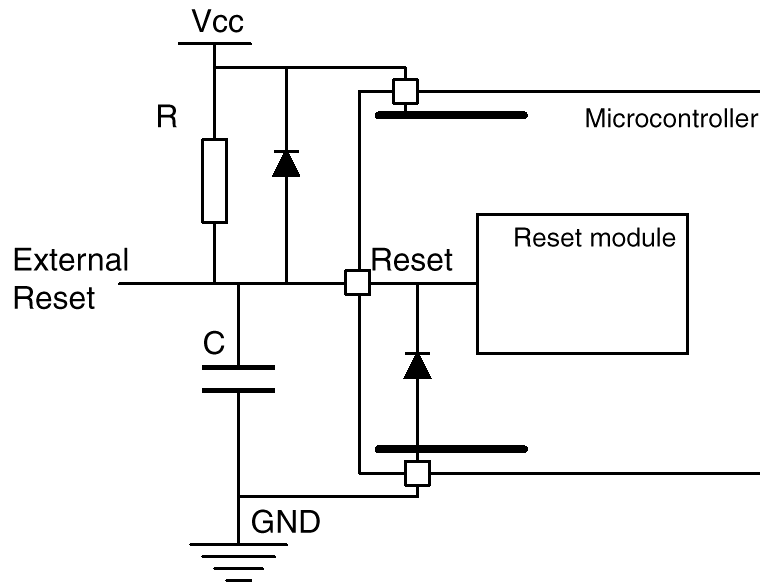 Vcc
R
Microcontroller
Reset module
External
Reset
Reset
C
GND